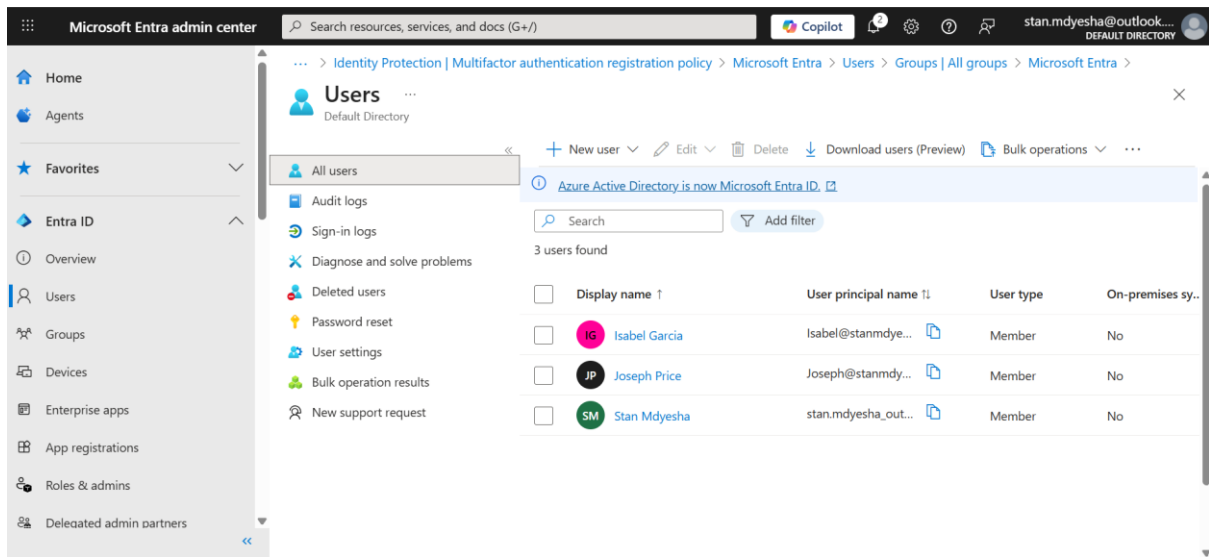 Microsoft Entra admin center
Search resources, services, and docs (G+/)
Copilot
2
stan.mdyesha@outlook....
DEFAULT DIRECTORY
Home
Agents
Favorites
Entra ID
Overview
Users
Groups
Devices
Enterprise apps
App registrations
Roles & admins
Delegated admin partners
«
··· > Identity Protection | Multifactor authentication registration policy > Microsoft Entra > Users > Groups | All groups > Microsoft Entra >
Users ···
Default Directory
«
All users
Audit logs
Sign-in logs
Diagnose and solve problems
Deleted users
Password reset
User settings
Bulk operation results
New support request
New user Edit Delete Download users (Preview) Bulk operations ···
Azure Active Directory is now Microsoft Entra ID.
Search Add filter
3 users found
Display name ↑ User principal name ↑↓ User type On-premises sy..
IG Isabel Garcia Isabel@stanmdye... Member No
JP Joseph Price Joseph@stanmdy... Member No
SM Stan Mdyesha stan.mdyesha_out... Member No